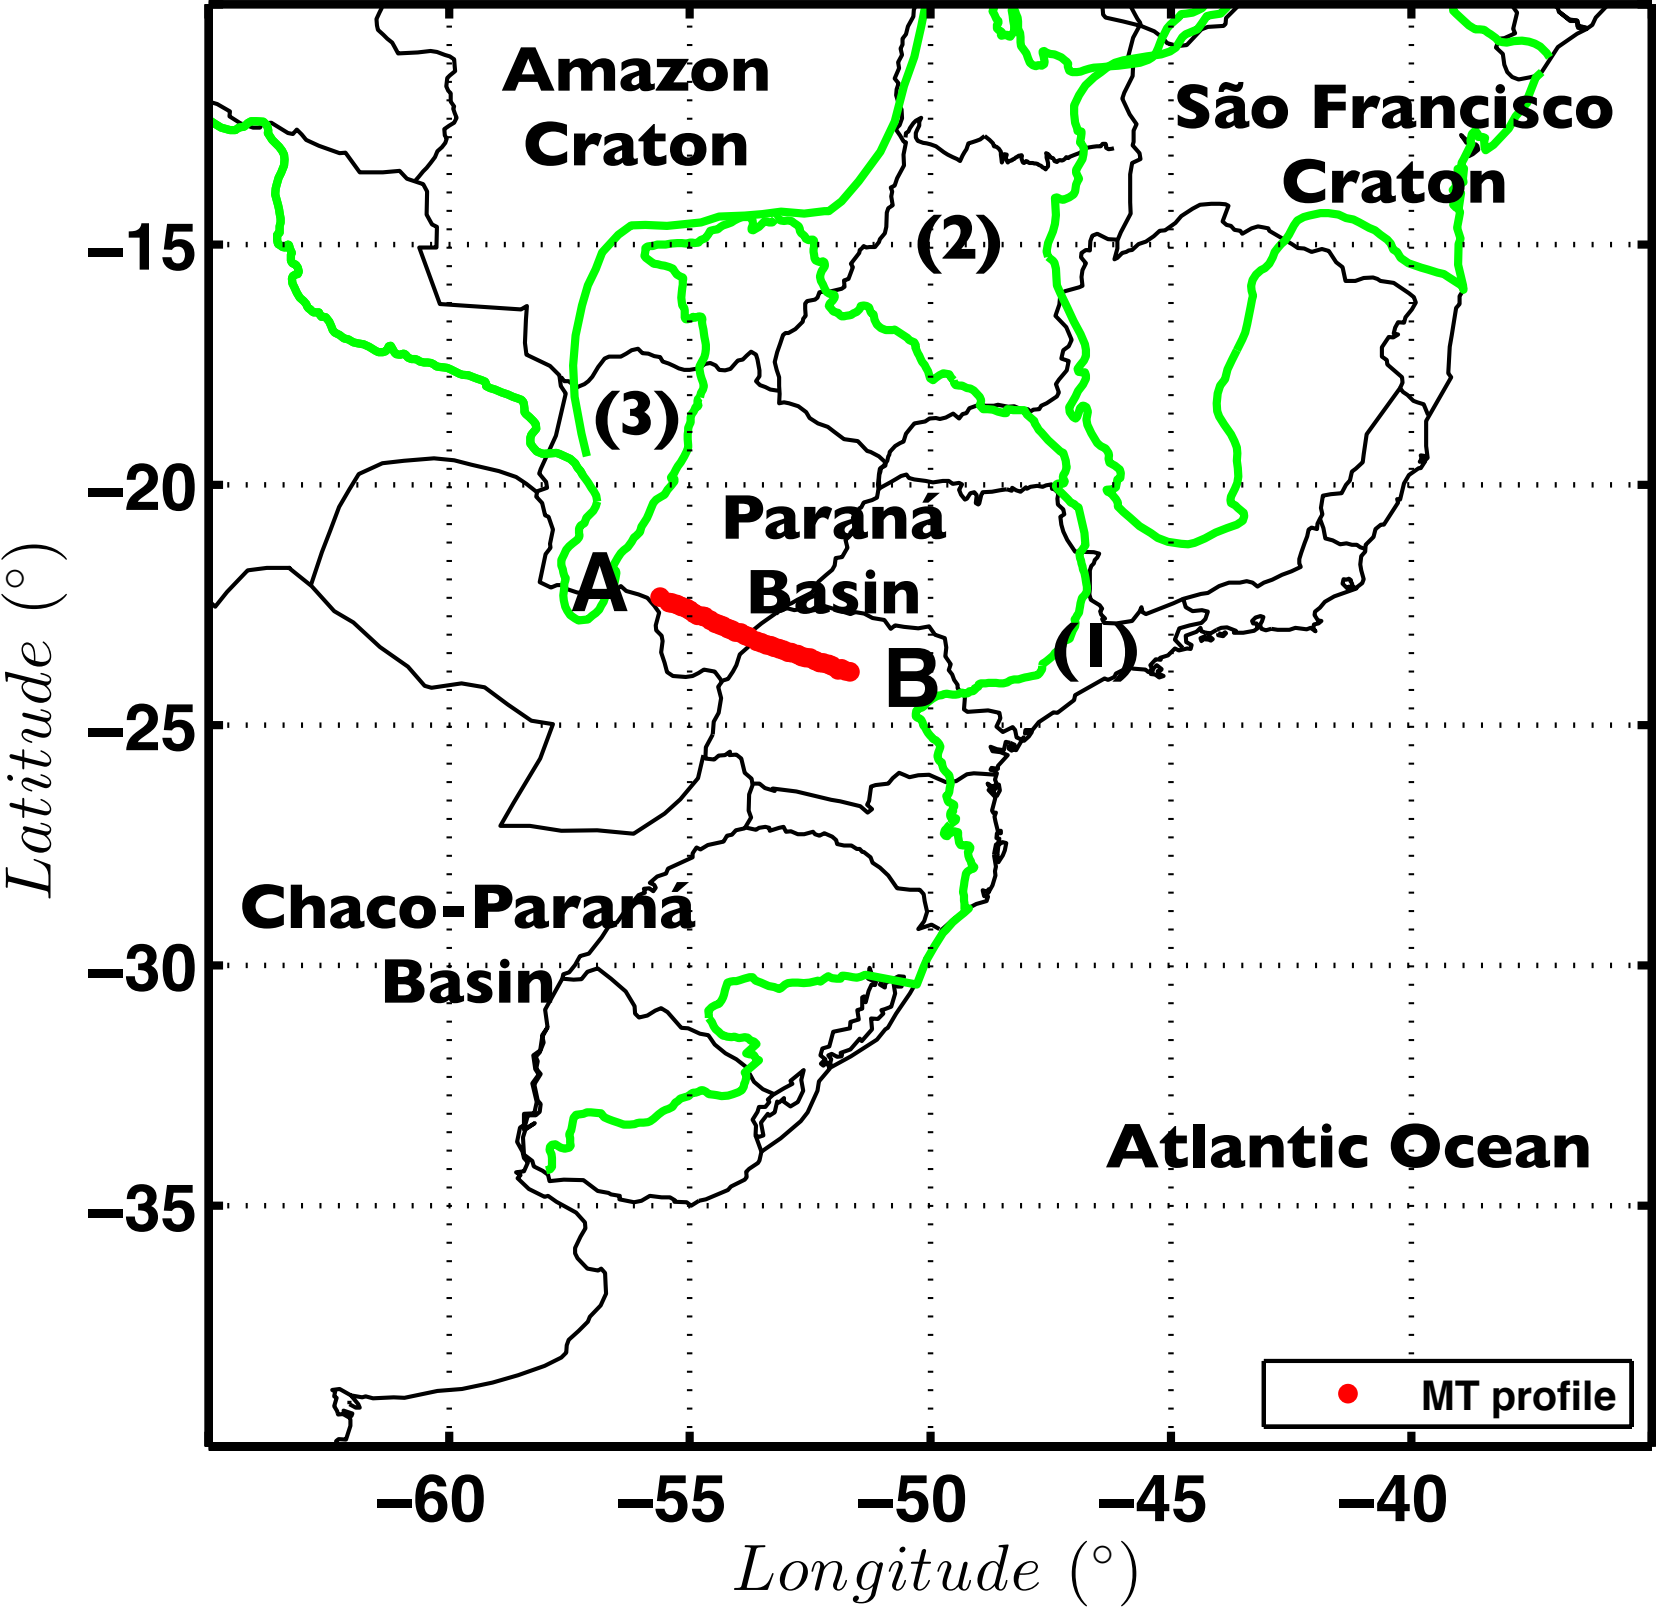 Amazon
Craton
São Francisco
Craton
(2)
(3)
Paraná
Basin
A
B
(1)
Chaco-Paraná
Basin
Atlantic Ocean
MT profile
−15
−20
−25
−30
−35
Latitude (°)
−60
−55
−50
−45
−40
Longitude (°)